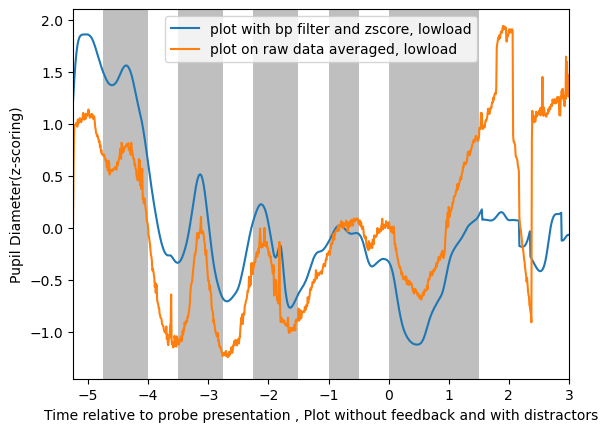 plot with bp filter and zscore, lowload
plot on raw data averaged, lowload
Pupil Diameter(z-scoring)
2.0
1.5
1.0
0.5
0.0
−0.5
−1.0
−5 −4 −3 −2 −1 0 1 2 3
Time relative to probe presentation , Plot without feedback and with distractors